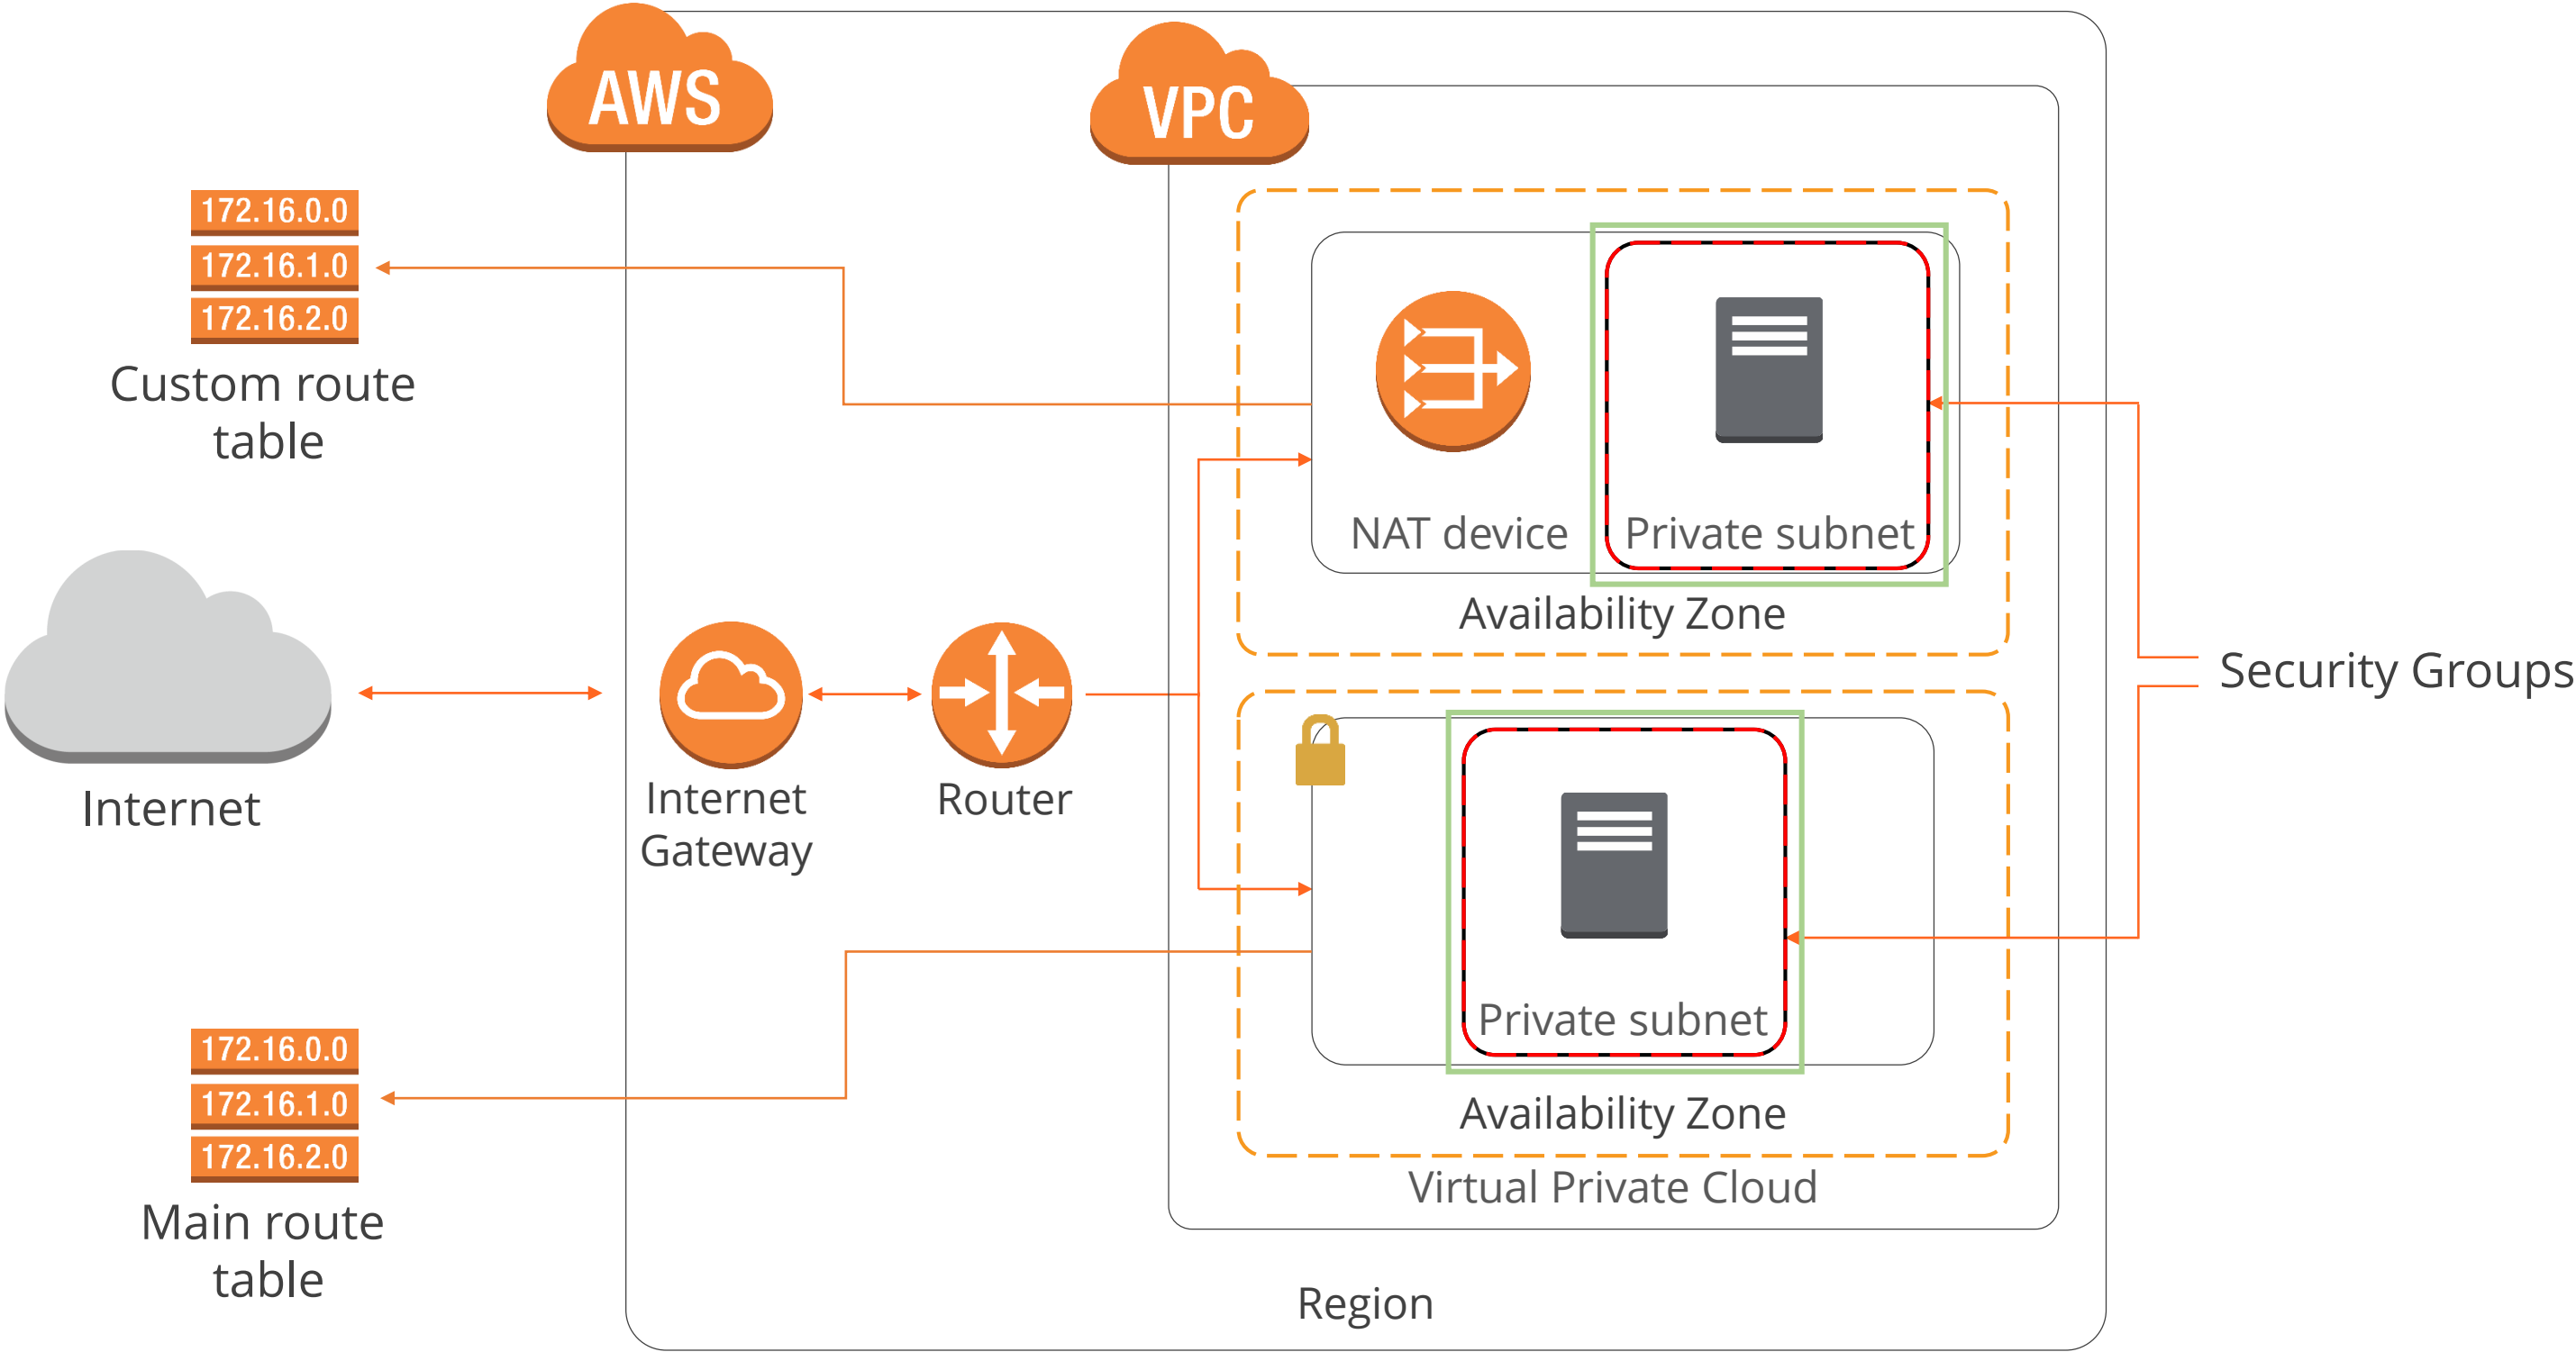 AWS
VPC
172.16.0.0
172.16.1.0
172.16.2.0
Custom route
table
NAT device
Private subnet
Availability Zone
Security Groups
Internet
Internet
Gateway
Router
Private subnet
Availability Zone
Virtual Private Cloud
172.16.0.0
172.16.1.0
172.16.2.0
Main route
table
Region